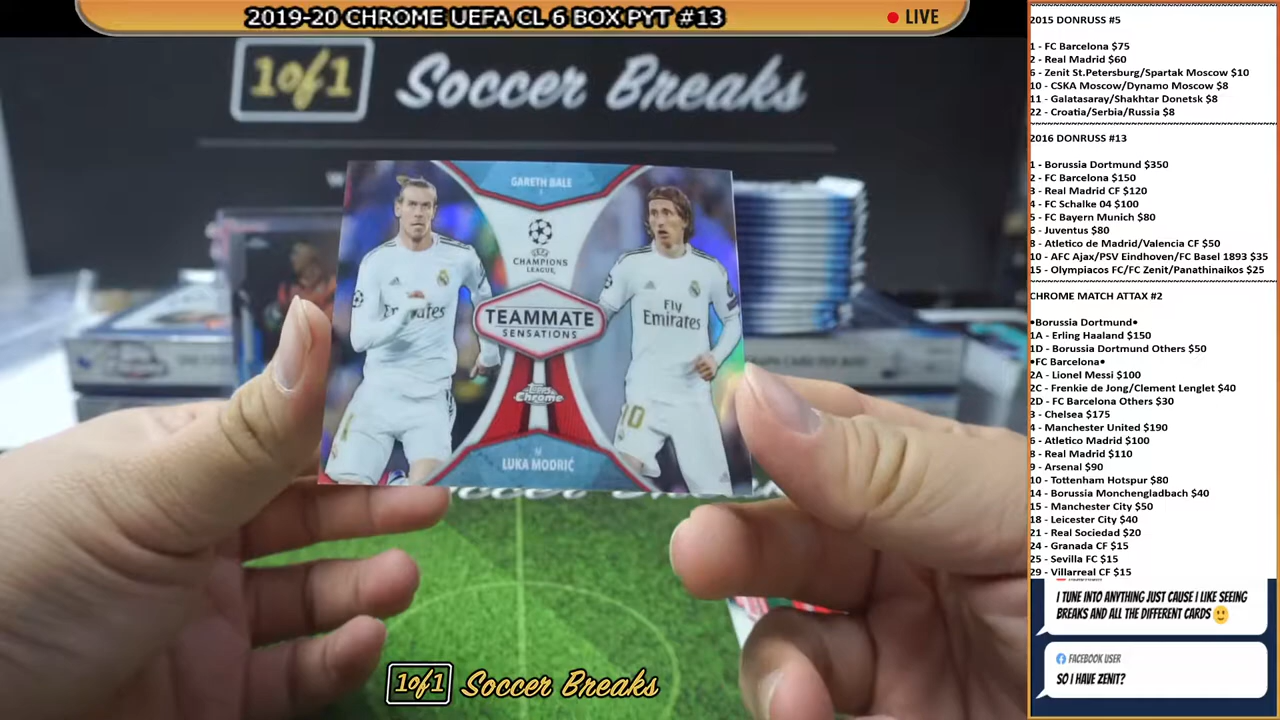 2019-20 CHROME UEFA CL 6 BOX PYT #13
LIVE
1of1 Soccer Breaks
GARETH BALE
UEFA
CHAMPIONS
LEAGUE
TEAMMATE
SENSATIONS
Fly
Emirates
10
Topps
Chrome
LUKA MODRIĆ
1of1 Soccer Breaks
2015 DONRUSS #5
1 - FC Barcelona $75
2 - Real Madrid $60
6 - Zenit St.Petersburg/Spartak Moscow $10
10 - CSKA Moscow/Dynamo Moscow $8
11 - Galatasaray/Shakhtar Donetsk $8
22 - Croatia/Serbia/Russia $8
2016 DONRUSS #13
1 - Borussia Dortmund $350
2 - FC Barcelona $150
3 - Real Madrid CF $120
4 - FC Schalke 04 $100
5 - FC Bayern Munich $80
6 - Juventus $80
8 - Atletico de Madrid/Valencia CF $50
10 - AFC Ajax/PSV Eindhoven/FC Basel 1893 $35
15 - Olympiacos FC/FC Zenit/Panathinaikos $25
CHROME MATCH ATTAX #2
•Borussia Dortmund•
1A - Erling Haaland $150
1D - Borussia Dortmund Others $50
•FC Barcelona•
2A - Lionel Messi $100
2C - Frenkie de Jong/Clement Lenglet $40
2D - FC Barcelona Others $30
3 - Chelsea $175
4 - Manchester United $190
6 - Atletico Madrid $100
8 - Real Madrid $110
9 - Arsenal $90
10 - Tottenham Hotspur $80
14 - Borussia Monchengladbach $40
15 - Manchester City $50
18 - Leicester City $40
21 - Real Sociedad $20
24 - Granada CF $15
25 - Sevilla FC $15
29 - Villarreal CF $15
I TUNE INTO ANYTHING JUST CAUSE I LIKE SEEING
BREAKS AND ALL THE DIFFERENT CARDS 🙂
FACEBOOK USER
SO I HAVE ZENIT?